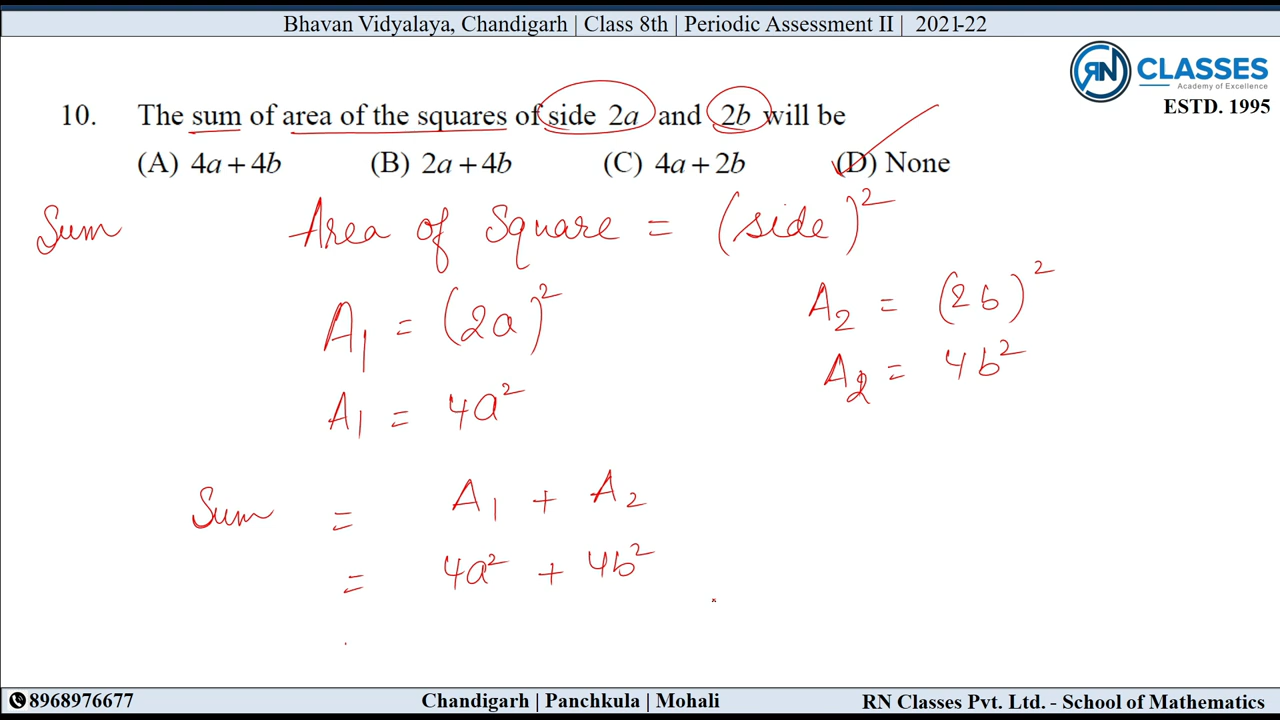 Bhavan Vidyalaya, Chandigarh | Class 8th | Periodic Assessment II | 2021-22
RN CLASSES
Academy of Excellence
ESTD. 1995
10. The sum of area of the squares of side 2a and 2b will be
(A) 4a + 4b (B) 2a + 4b (C) 4a + 2b (D) None
Sum Area of Square = (side)²
A₁ = (2a)² A₂ = (2b)²
A₂ = 4b²
A₁ = 4a²
Sum = A₁ + A₂
= 4a² + 4b²
8968976677 Chandigarh | Panchkula | Mohali RN Classes Pvt. Ltd. - School of Mathematics